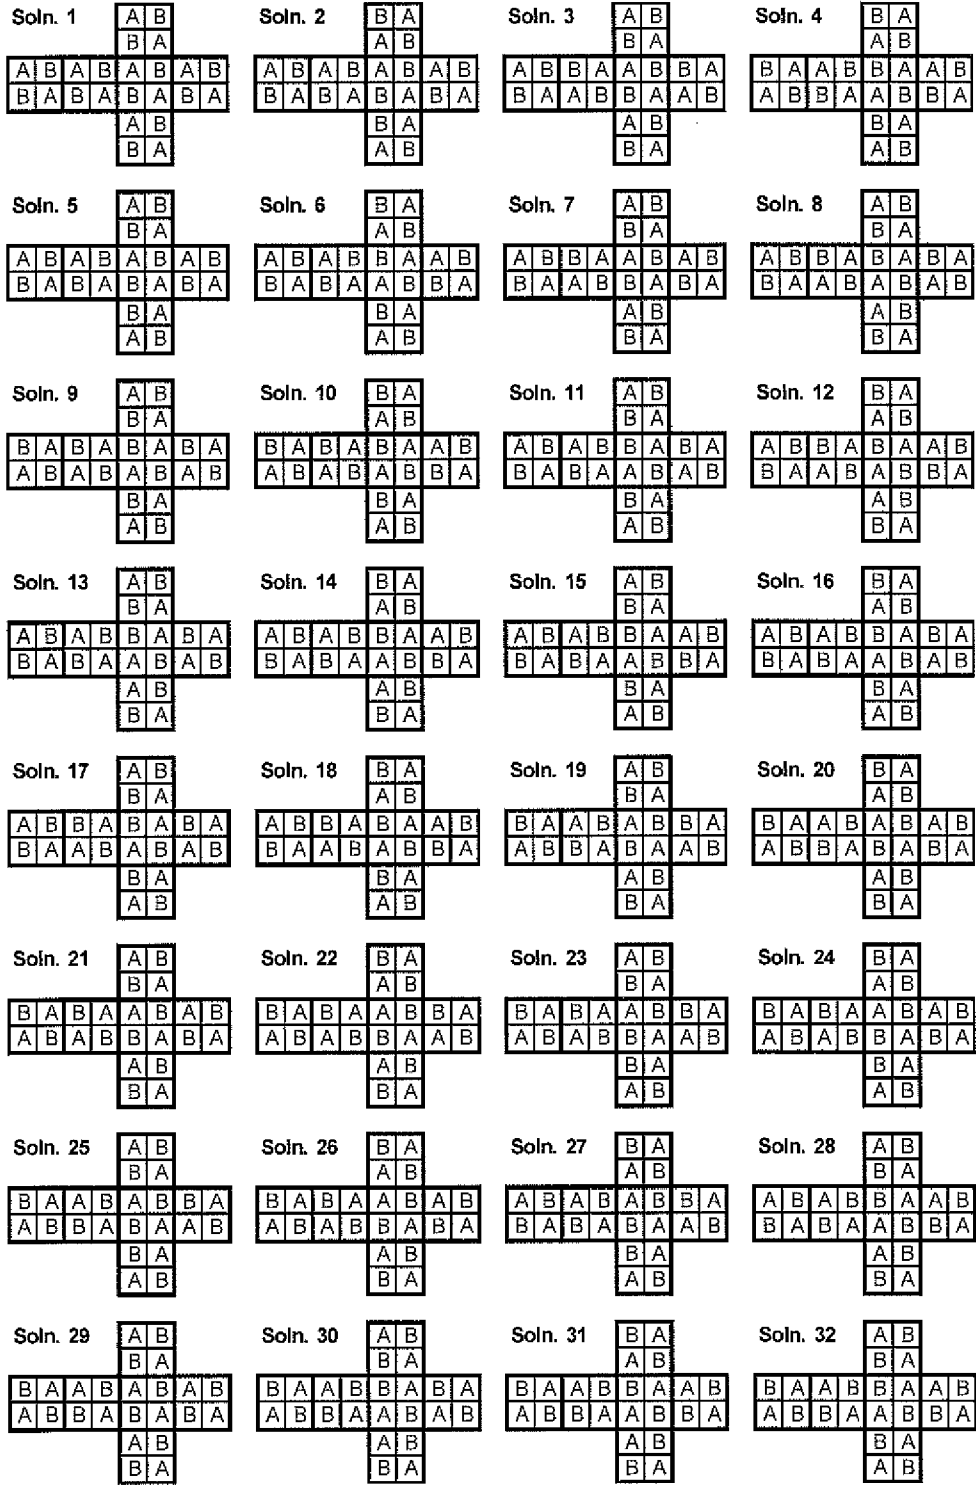 Soln. 1
A B
B A
A B A B A B A B
B A B A B A B A
A B
B A
Soln. 2
B A
A B
A B A B A B A B
B A B A B A B A
B A
A B
Soln. 3
A B
B A
A B B A A B B A
B A A B B A A B
A B
B A
Soln. 4
B A
A B
B A A B B A A B
A B B A A B B A
B A
A B
Soln. 5
A B
B A
A B A B A B A B
B A B A B A B A
B A
A B
Soln. 6
B A
A B
A B A B B A A B
B A B A A B B A
B A
A B
Soln. 7
A B
B A
A B B A A B A B
B A A B B A B A
A B
B A
Soln. 8
A B
B A
A B B A B A B A
B A A B A B A B
A B
B A
Soln. 9
A B
B A
B A B A B A B A
A B A B A B A B
B A
A B
Soln. 10
B A
A B
B A B A B A A B
A B A B A B B A
B A
A B
Soln. 11
A B
B A
A B A B B A B A
B A B A A B A B
B A
A B
Soln. 12
B A
A B
A B B A B A A B
B A A B A B B A
A B
B A
Soln. 13
A B
B A
A B A B B A B A
B A B A A B A B
A B
B A
Soln. 14
B A
A B
A B A B B A A B
B A B A A B B A
A B
B A
Soln. 15
A B
B A
A B A B B A A B
B A B A A B B A
B A
A B
Soln. 16
B A
A B
A B A B B A B A
B A B A A B A B
B A
A B
Soln. 17
A B
B A
A B B A B A B A
B A A B A B A B
B A
A B
Soln. 18
B A
A B
A B B A B A A B
B A A B A B B A
B A
A B
Soln. 19
A B
B A
B A A B A B B A
A B B A B A A B
A B
B A
Soln. 20
B A
A B
B A A B A B A B
A B B A B A B A
A B
B A
Soln. 21
A B
B A
B A B A A B A B
A B A B B A B A
A B
B A
Soln. 22
B A
A B
B A B A A B B A
A B A B B A A B
A B
B A
Soln. 23
A B
B A
B A B A A B B A
A B A B B A A B
B A
A B
Soln. 24
B A
A B
B A B A A B A B
A B A B B A B A
B A
A B
Soln. 25
A B
B A
B A A B A B B A
A B B A B A A B
B A
A B
Soln. 26
B A
A B
B A B A A B A B
A B A B B A B A
A B
B A
Soln. 27
B A
A B
A B A B A B B A
B A B A B A A B
B A
A B
Soln. 28
A B
B A
A B A B B A A B
B A B A A B B A
A B
B A
Soln. 29
A B
B A
B A A B A B A B
A B B A B A B A
A B
B A
Soln. 30
A B
B A
B A A B B A B A
A B B A A B A B
A B
B A
Soln. 31
B A
A B
B A A B B A A B
A B B A A B B A
A B
B A
Soln. 32
A B
B A
B A A B B A A B
A B B A A B B A
B A
A B